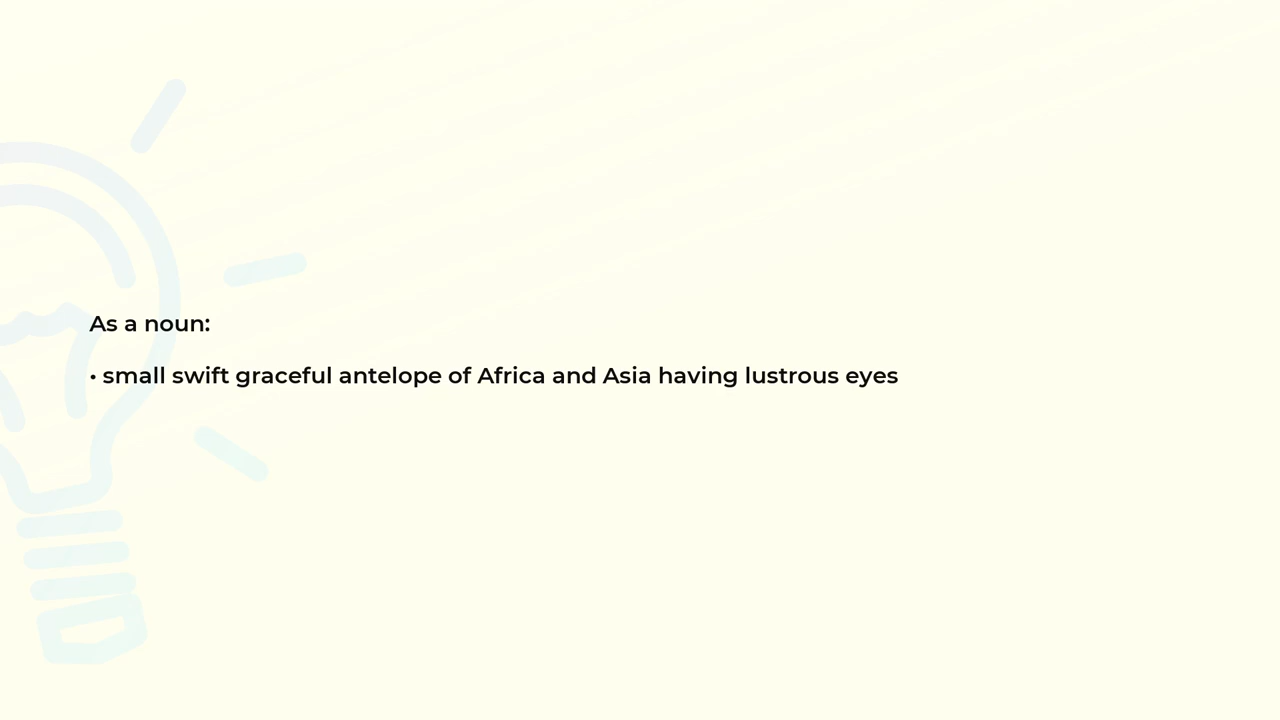 As a noun:
• small swift graceful antelope of Africa and Asia having lustrous eyes